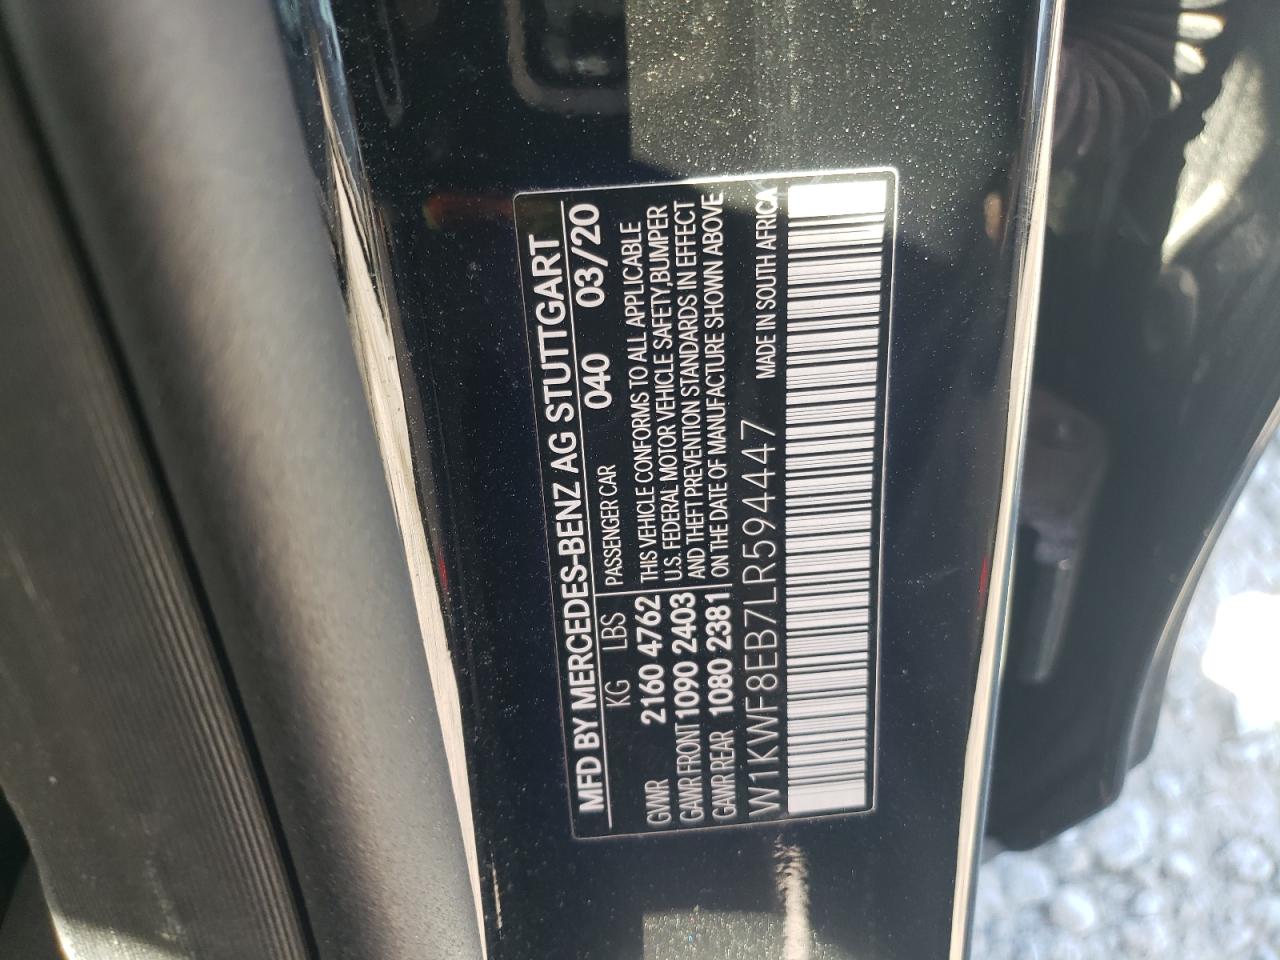 MFD BY MERCEDES-BENZ AG STUTTGART
KG LBS PASSENGER CAR 040 03/20
GVWR 2160 4762 THIS VEHICLE CONFORMS TO ALL APPLICABLE
GAWR FRONT 1090 2403 U.S. FEDERAL MOTOR VEHICLE SAFETY,BUMPER
GAWR REAR 1080 2381 AND THEFT PREVENTION STANDARDS IN EFFECT
ON THE DATE OF MANUFACTURE SHOWN ABOVE
W1KWF8EB7LR594447 MADE IN SOUTH AFRICA